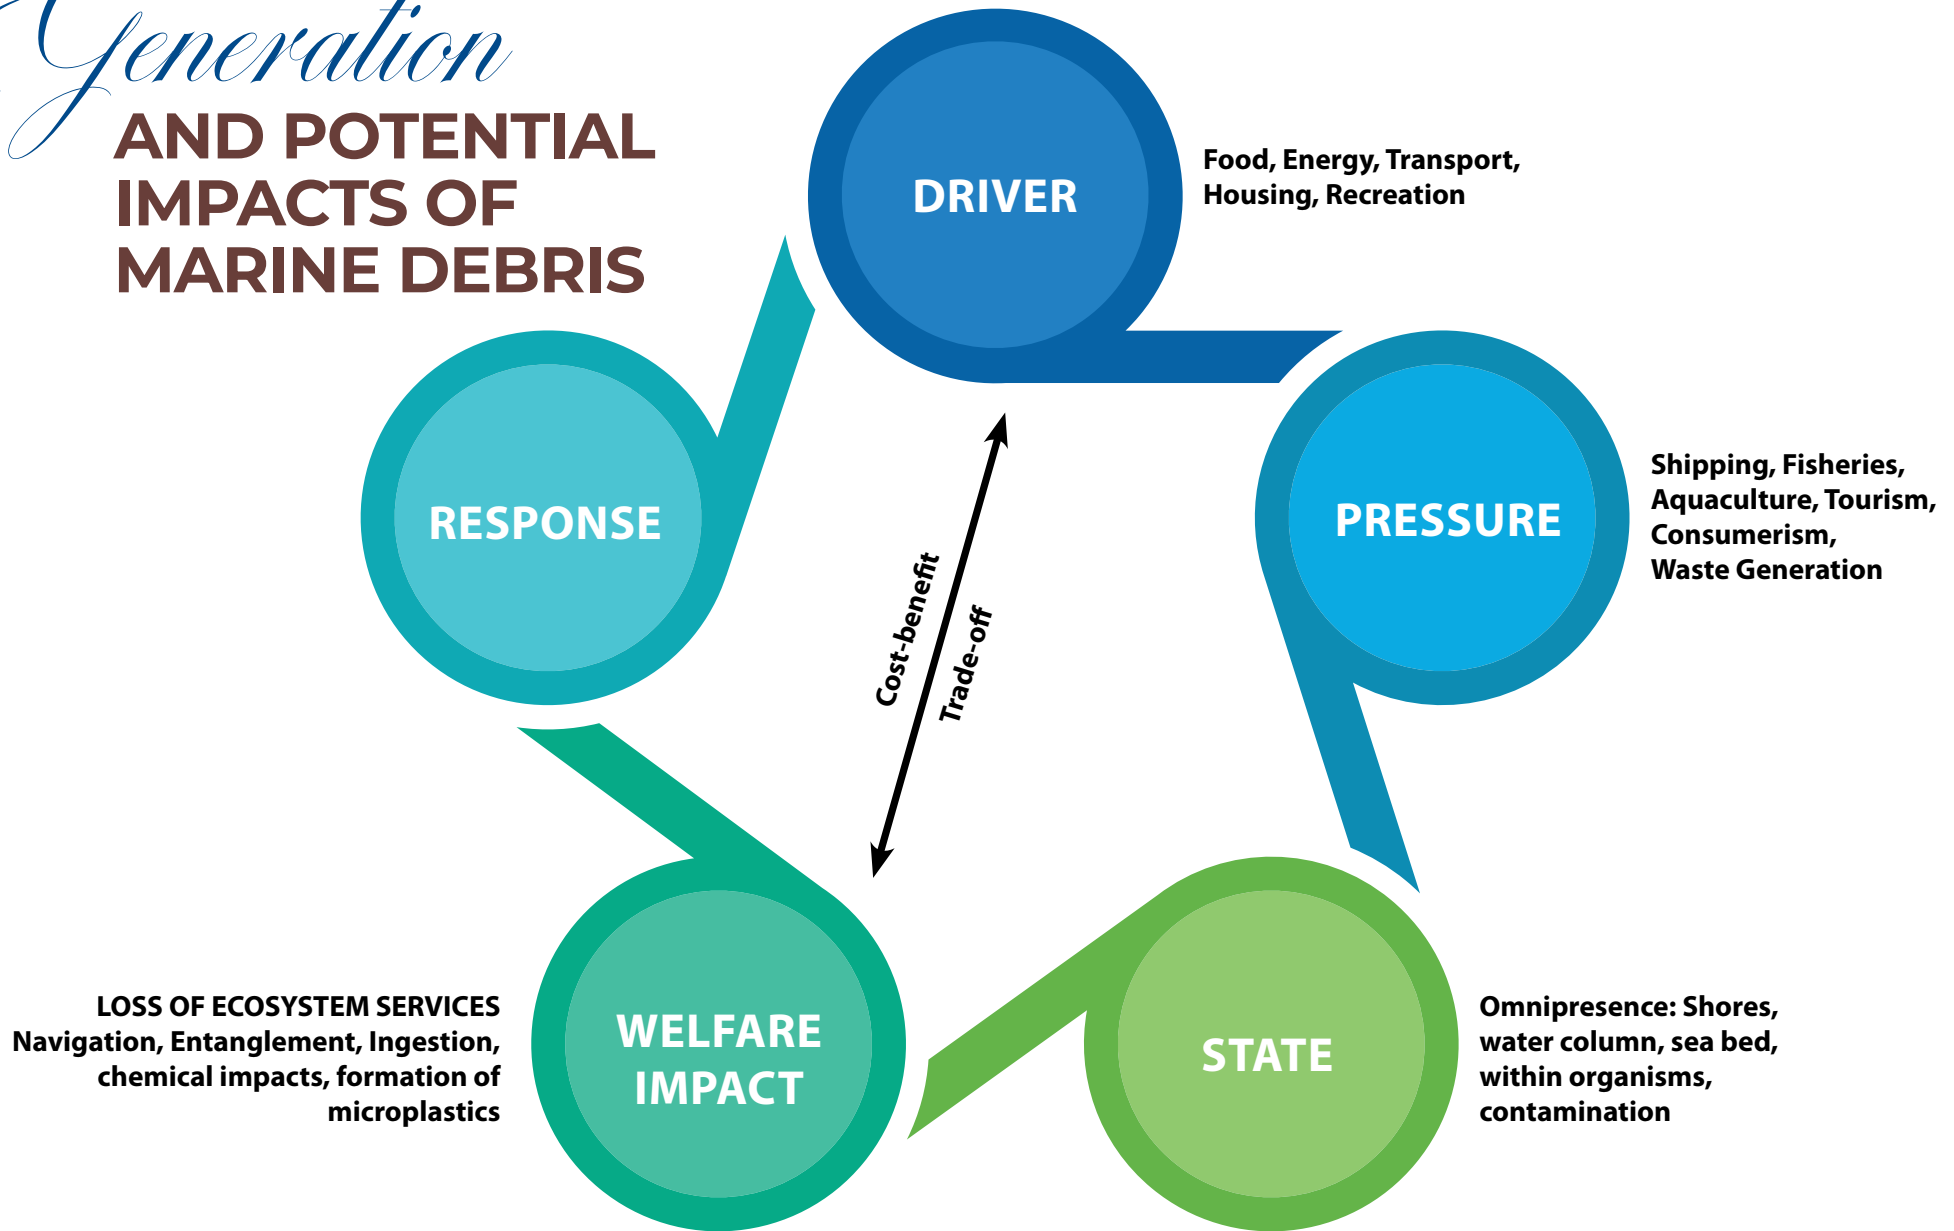 Generation
AND POTENTIAL
IMPACTS OF
MARINE DEBRIS
DRIVER
Food, Energy, Transport,
Housing, Recreation
PRESSURE
Shipping, Fisheries,
Aquaculture, Tourism,
Consumerism,
Waste Generation
RESPONSE
Cost-benefit
Trade-off
STATE
Omnipresence: Shores,
water column, sea bed,
within organisms,
contamination
WELFARE
IMPACT
LOSS OF ECOSYSTEM SERVICES
Navigation, Entanglement, Ingestion,
chemical impacts, formation of
microplastics